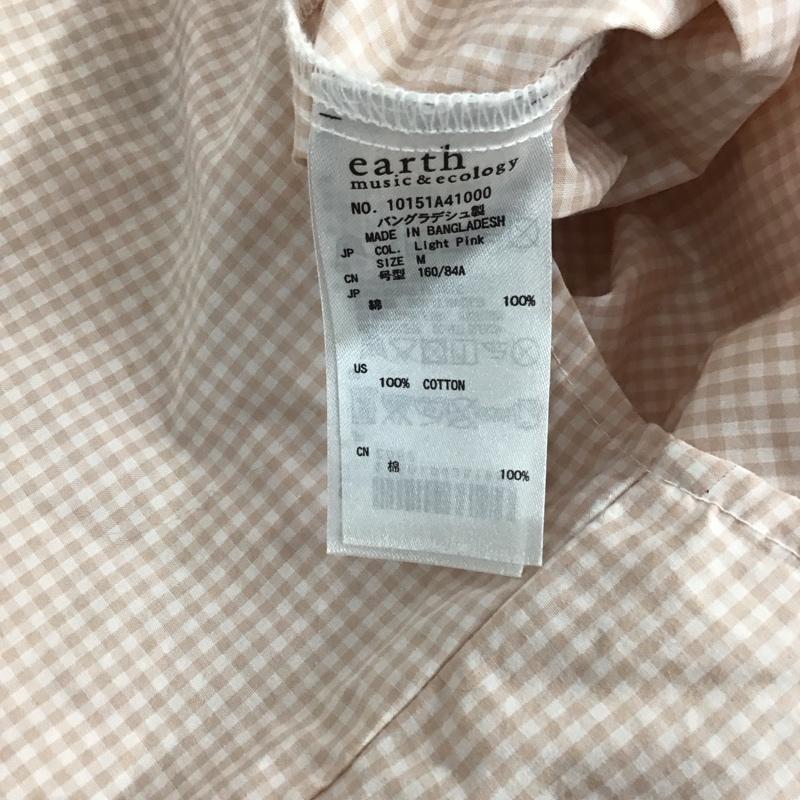 earth
music & ecology
NO. 10151A41000
バングラデシュ製
MADE IN BANGLADESH
JP COL. Light Pink
SIZE M
CN 号型 160/84A
JP
綿 100%
US
100% COTTON
CN
棉 100%